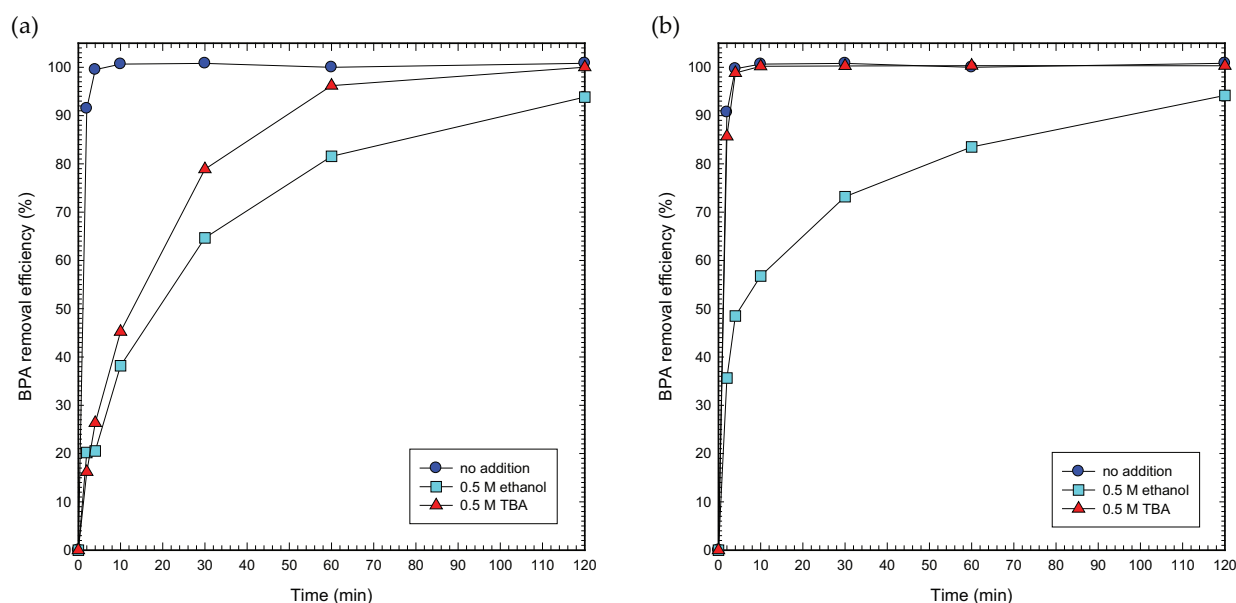 (a)
BPA removal efficiency (%)
100
90
80
70
60
50
40
30
20
10
0
no addition
0.5 M ethanol
0.5 M TBA
0 10 20 30 40 50 60 70 80 90 100 110 120
Time (min)
(b)
BPA removal efficiency (%)
100
90
80
70
60
50
40
30
20
10
0
no addition
0.5 M ethanol
0.5 M TBA
0 10 20 30 40 50 60 70 80 90 100 110 120
Time (min)